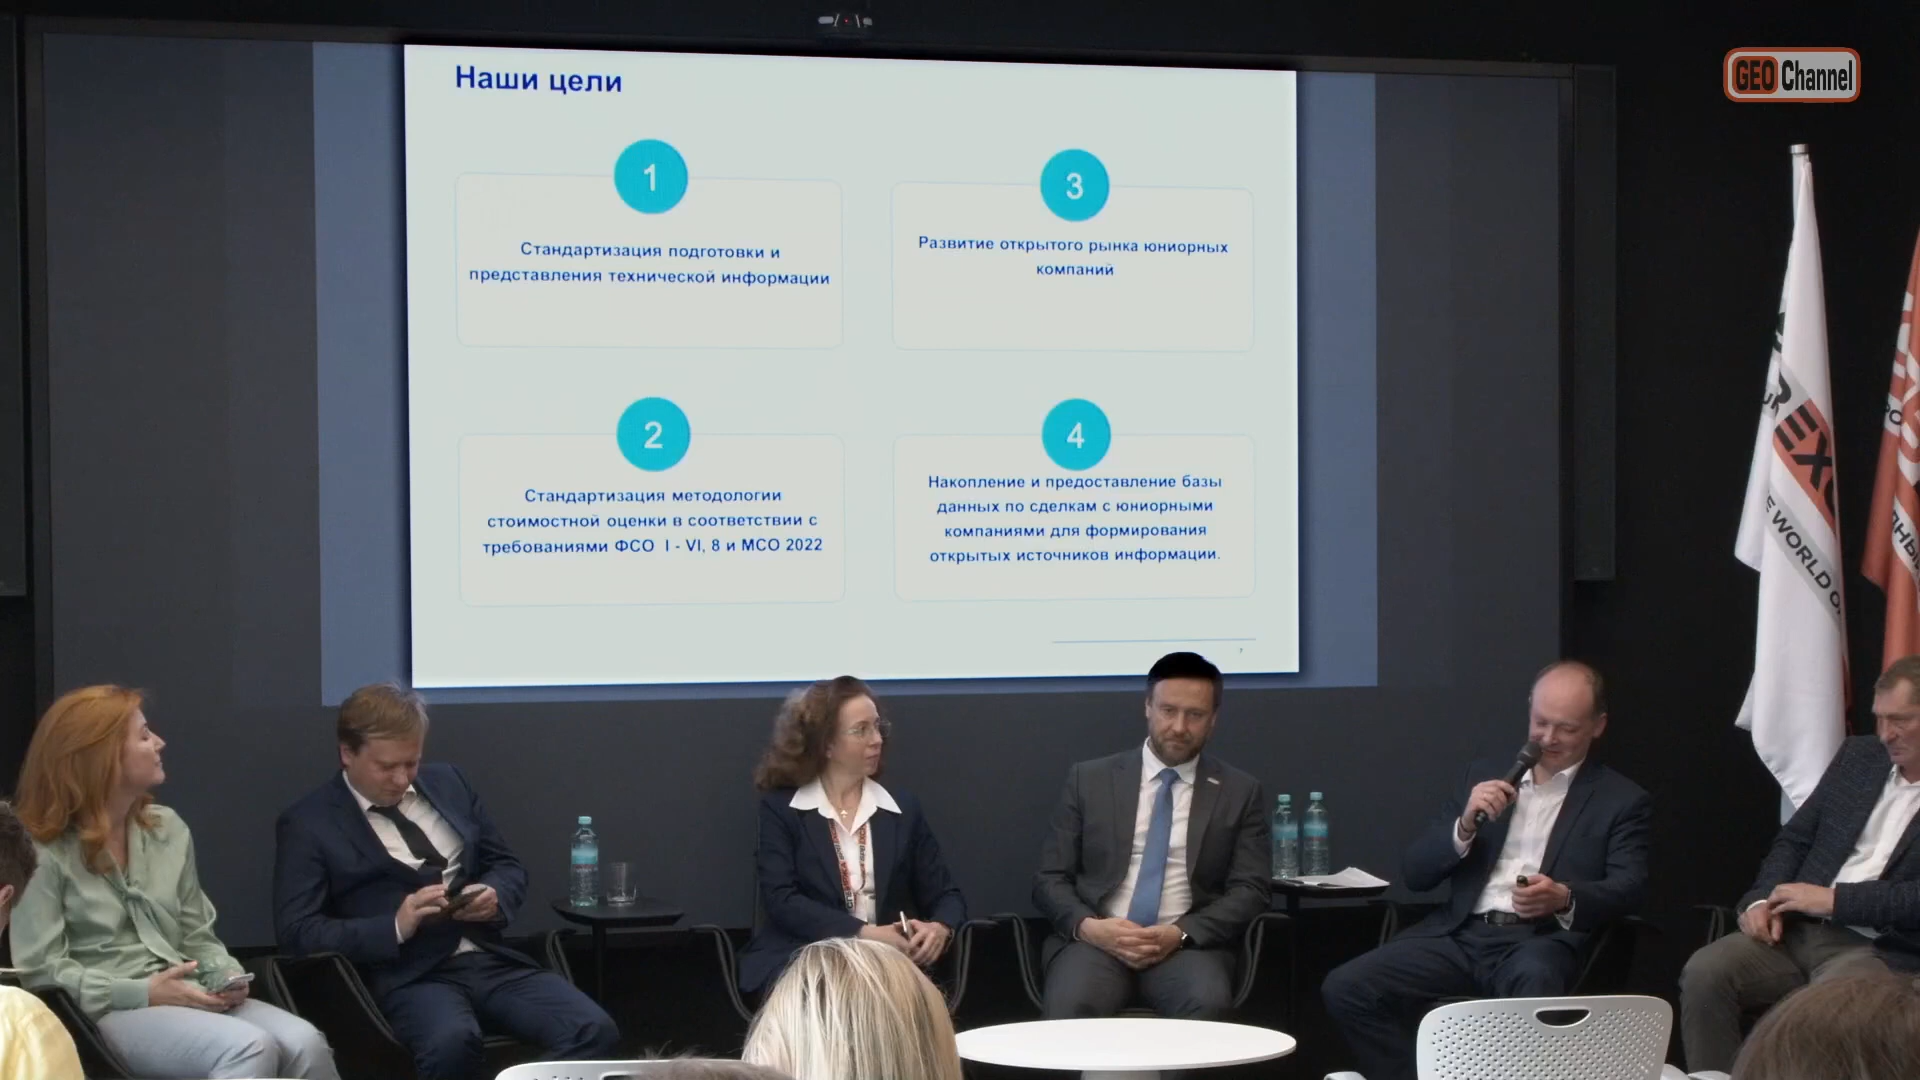 GEO Channel
Наши цели
1
Стандартизация подготовки и
представления технической информации
2
Стандартизация методологии
стоимостной оценки в соответствии с
требованиями ФСО I - VI, 8 и МСО 2022
3
Развитие открытого рынка юниорных
компаний
4
Накопление и предоставление базы
данных по сделкам с юниорными
компаниями для формирования
открытых источников информации.
7
E WORLD O